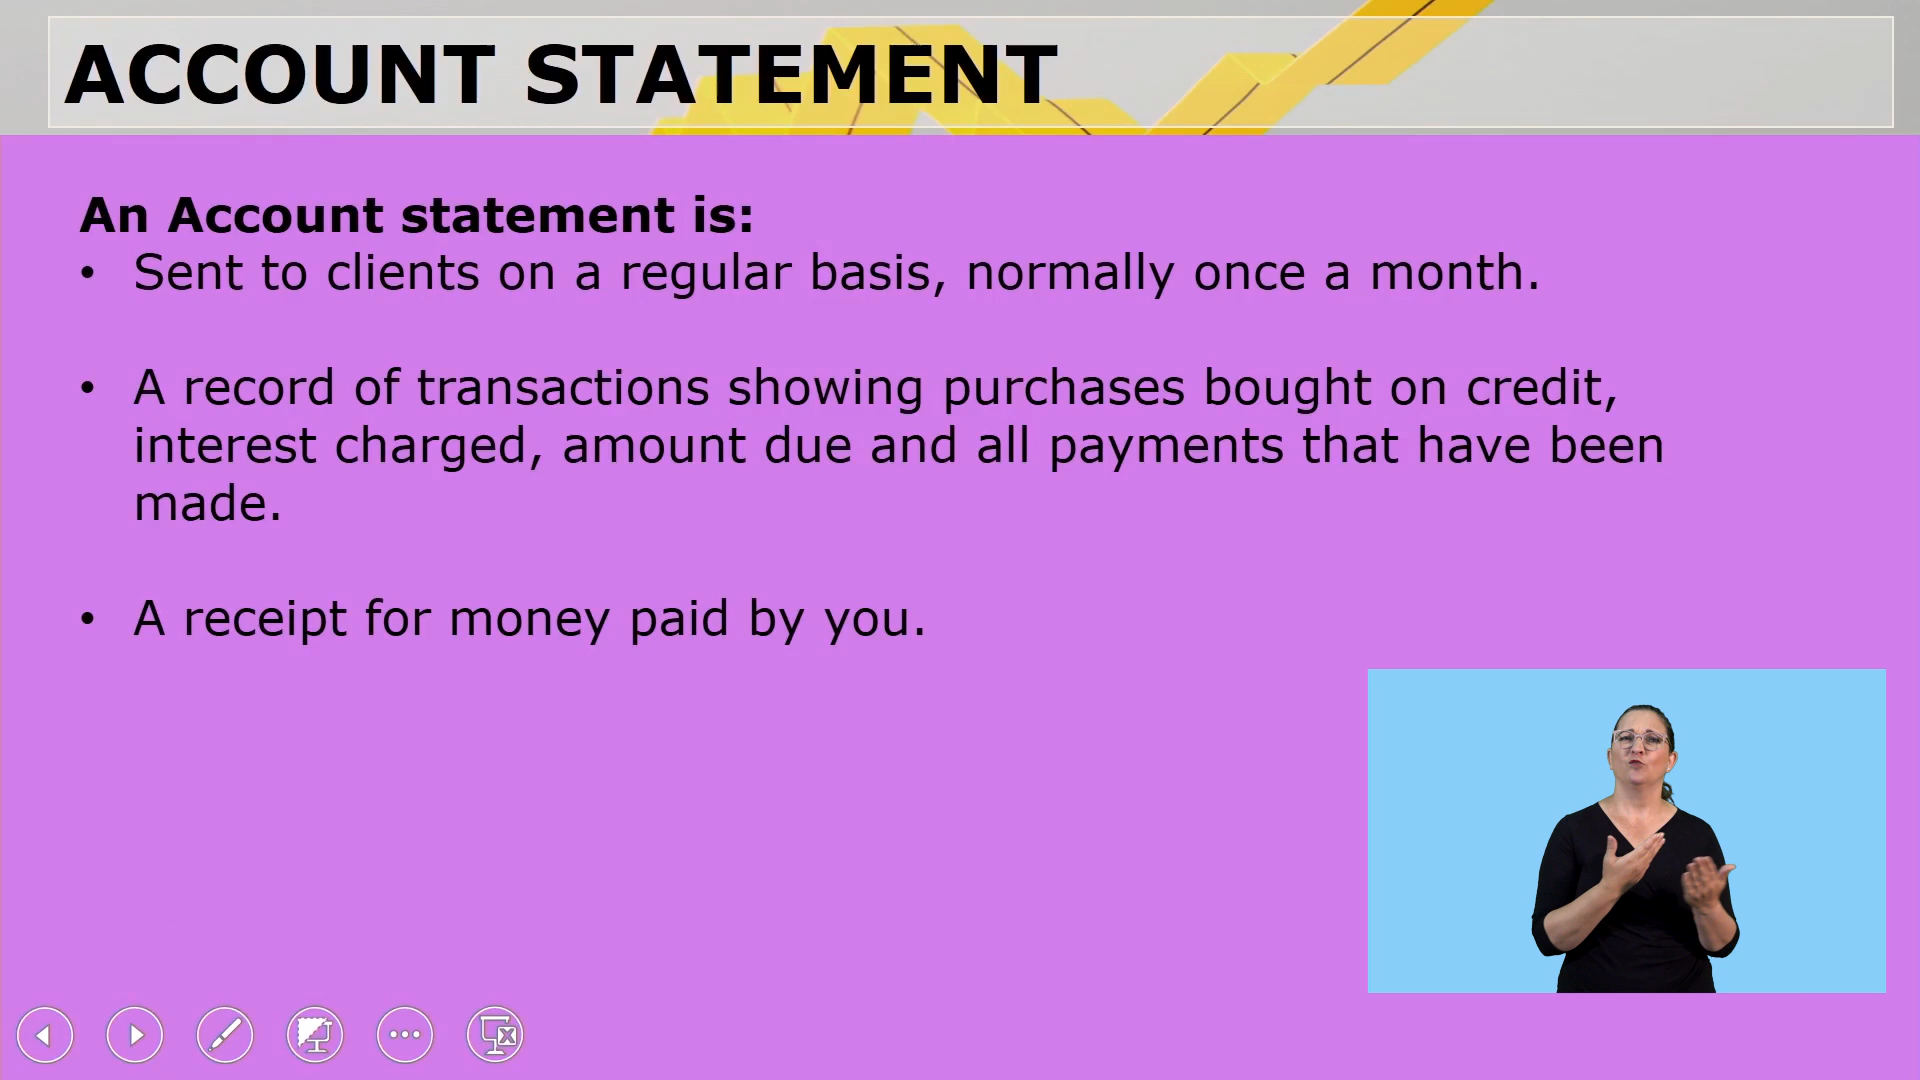 ACCOUNT STATEMENT
An Account statement is:
• Sent to clients on a regular basis, normally once a month.
• A record of transactions showing purchases bought on credit,
interest charged, amount due and all payments that have been
made.
• A receipt for money paid by you.